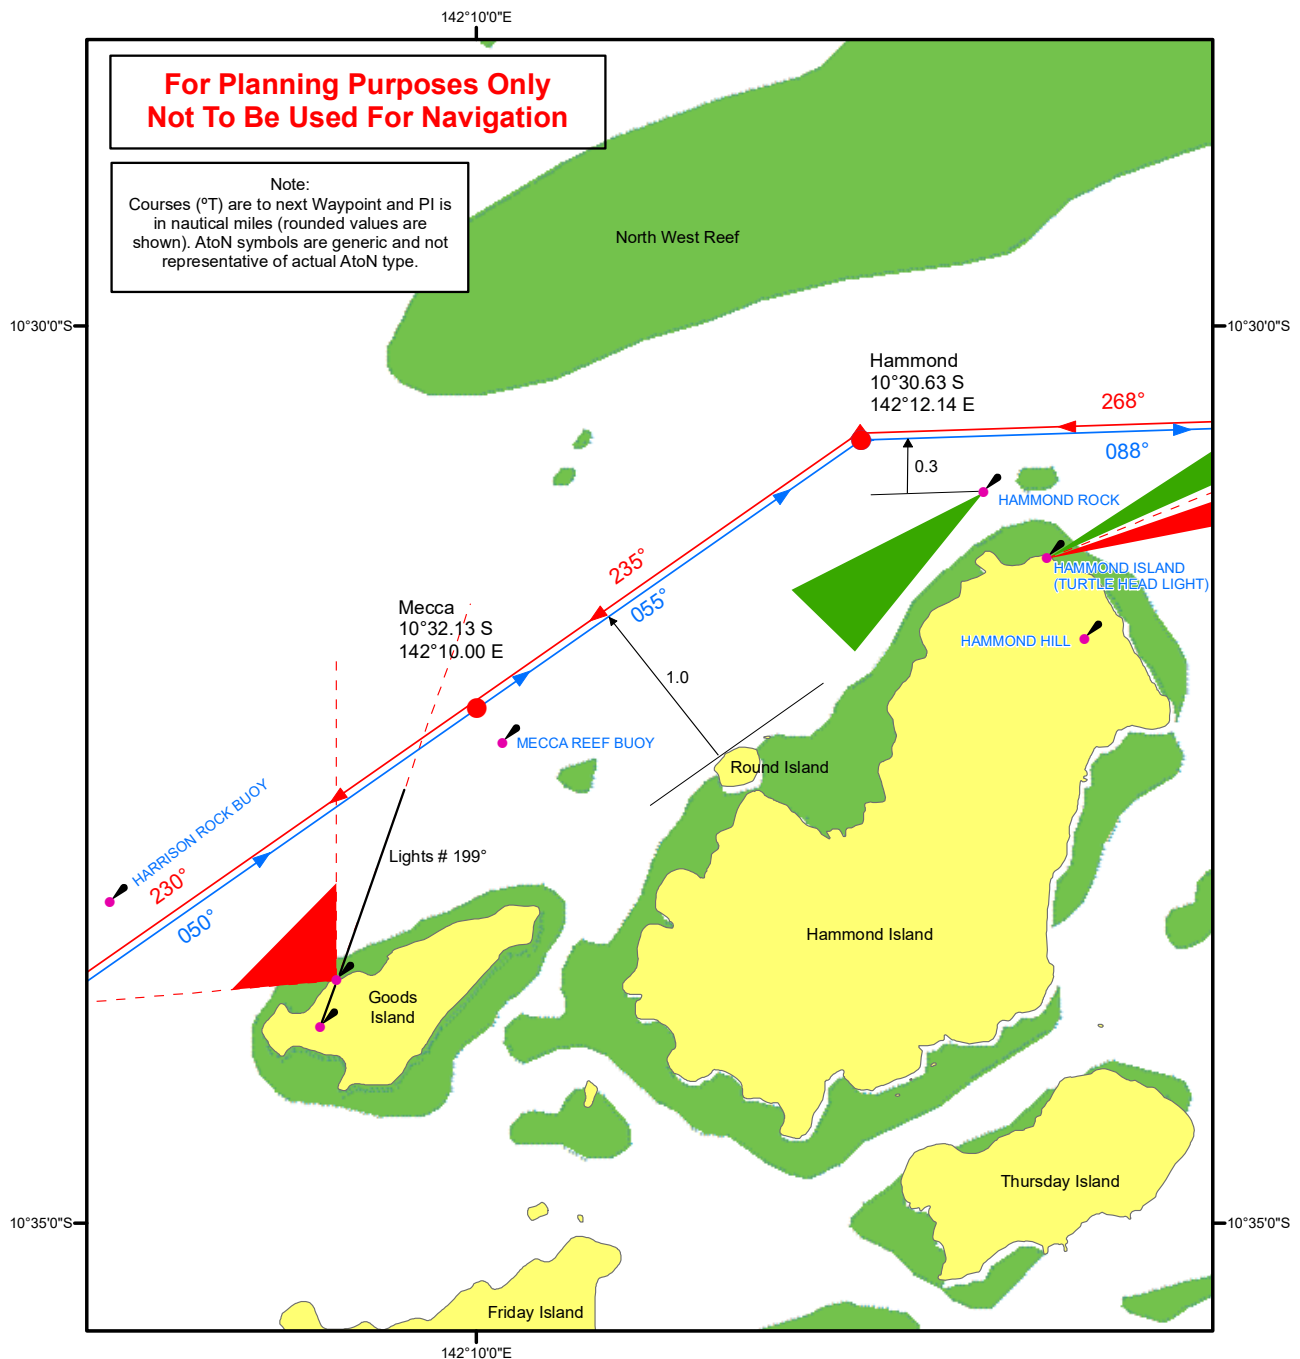 142°10'0"E
For Planning Purposes Only
Not To Be Used For Navigation
Note:
Courses (ºT) are to next Waypoint and PI is
in nautical miles (rounded values are
shown). AtoN symbols are generic and not
representative of actual AtoN type.
North West Reef
10°30'0"S
10°30'0"S
Hammond
10°30.63 S
142°12.14 E
268°
088°
0.3
HAMMOND ROCK
235°
055°
HAMMOND ISLAND
(TURTLE HEAD LIGHT)
Mecca
10°32.13 S
142°10.00 E
HAMMOND HILL
1.0
MECCA REEF BUOY
Round Island
HARRISON ROCK BUOY
230°
050°
Lights # 199°
Hammond Island
Goods
Island
Thursday Island
10°35'0"S
10°35'0"S
Friday Island
142°10'0"E